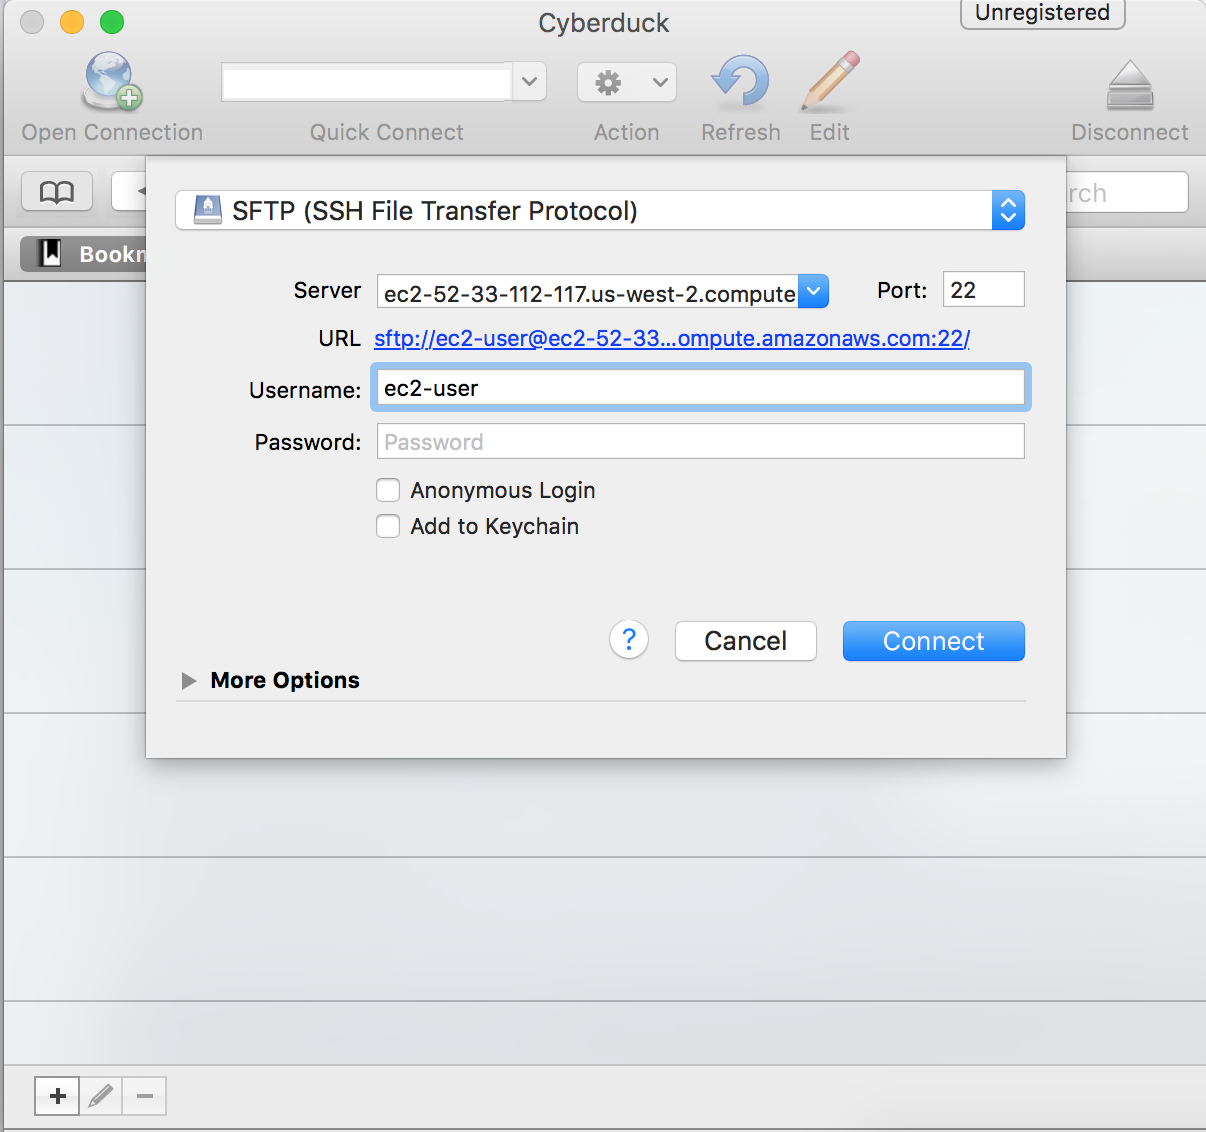 Cyberduck
Unregistered
Open Connection
Quick Connect
Action
Refresh
Edit
Disconnect
SFTP (SSH File Transfer Protocol)
rch
Bookm
Server
ec2-52-33-112-117.us-west-2.compute
Port:
22
URL
sftp://ec2-user@ec2-52-33...ompute.amazonaws.com:22/
Username:
ec2-user
Password:
Password
Anonymous Login
Add to Keychain
?
Cancel
Connect
More Options